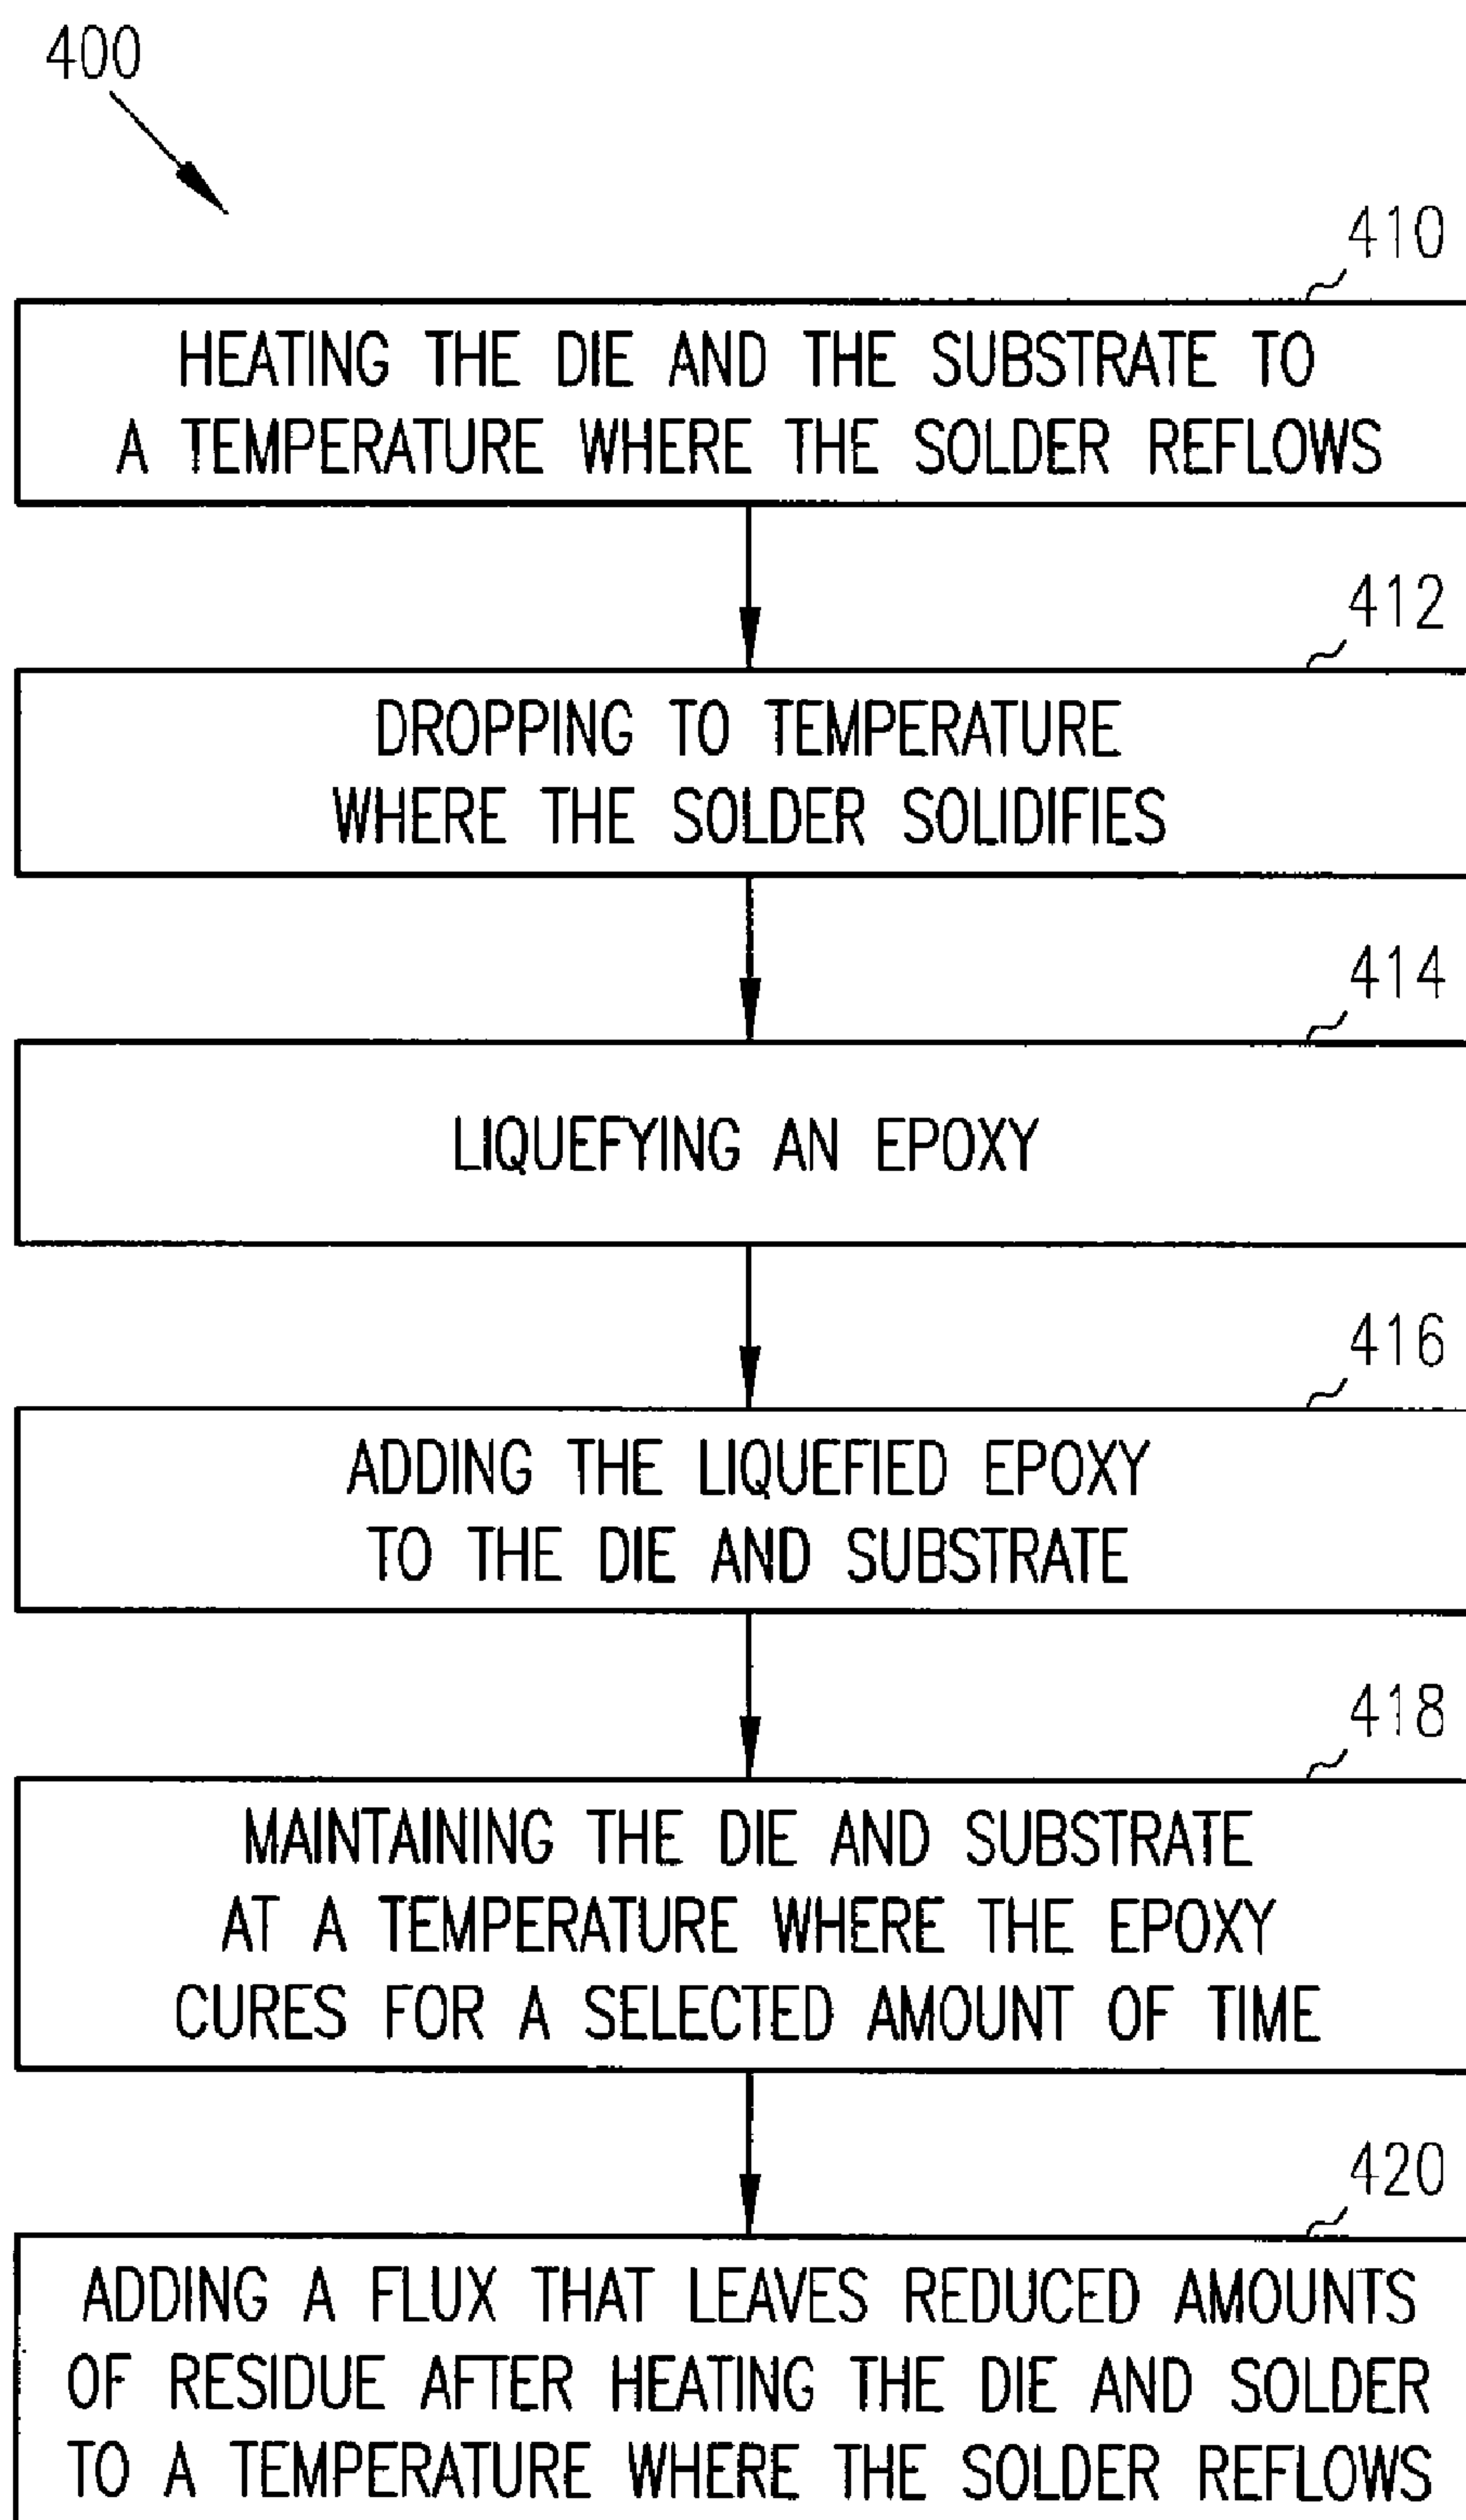 400
410
HEATING THE DIE AND THE SUBSTRATE TO
A TEMPERATURE WHERE THE SOLDER REFLOWS
412
DROPPING TO TEMPERATURE
WHERE THE SOLDER SOLIDIFIES
414
LIQUEFYING AN EPOXY
416
ADDING THE LIQUEFIED EPOXY
TO THE DIE AND SUBSTRATE
418
MAINTAINING THE DIE AND SUBSTRATE
AT A TEMPERATURE WHERE THE EPOXY
CURES FOR A SELECTED AMOUNT OF TIME
420
ADDING A FLUX THAT LEAVES REDUCED AMOUNTS
OF RESIDUE AFTER HEATING THE DIE AND SOLDER
TO A TEMPERATURE WHERE THE SOLDER REFLOWS